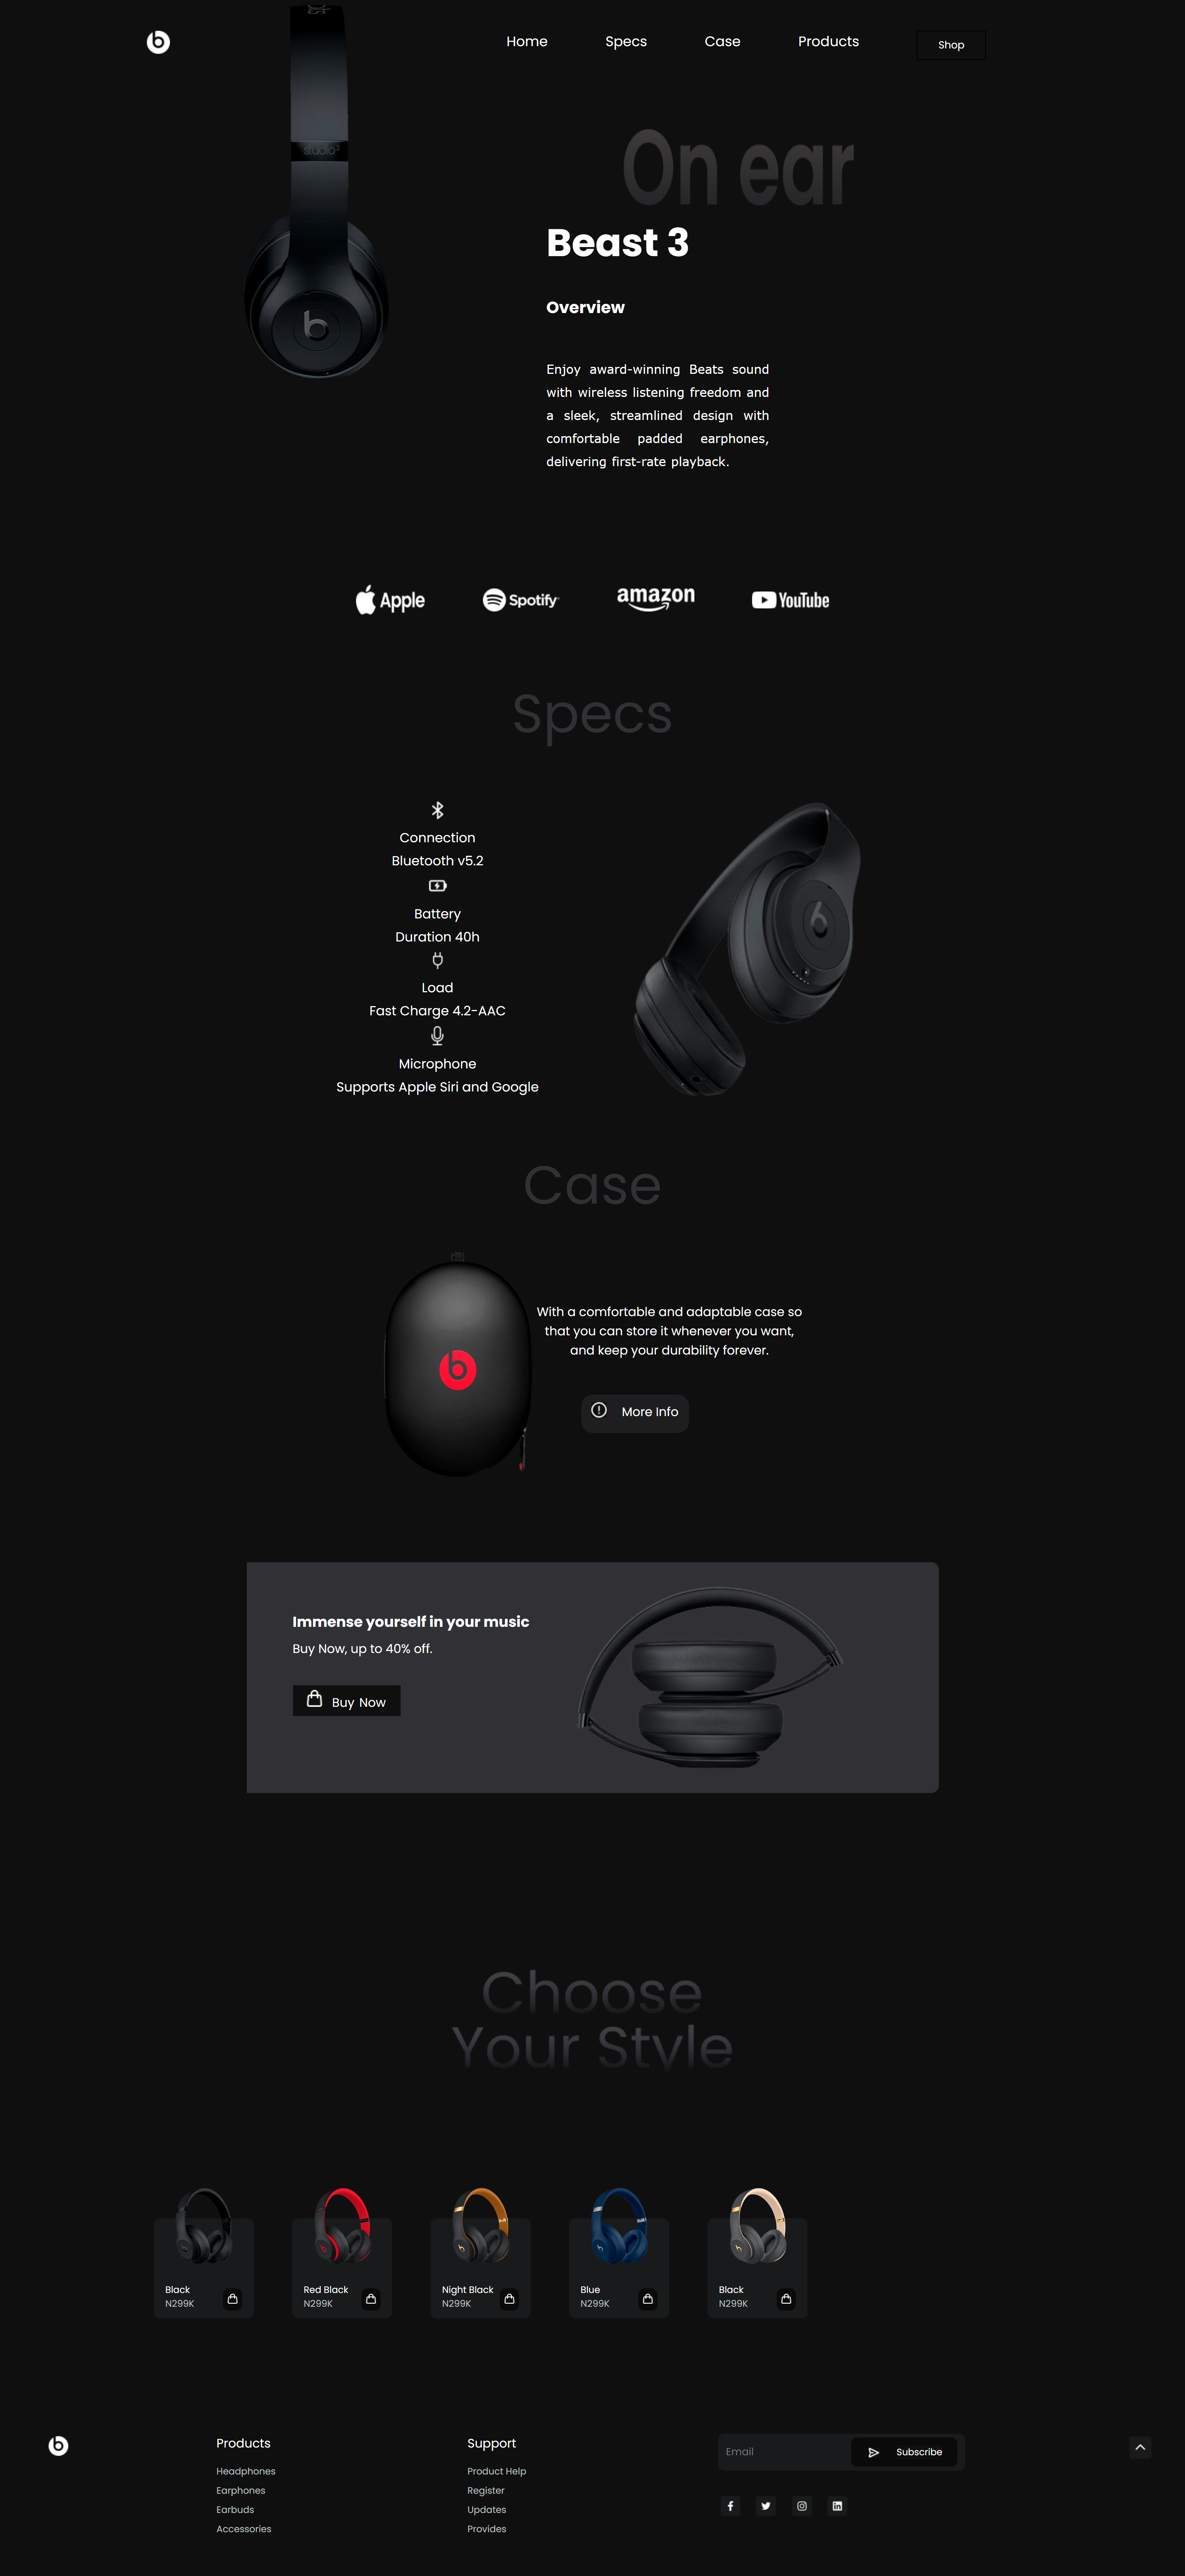 Home Specs Case Products Shop
studio3
On ear
Beast 3
Overview
Enjoy award-winning Beats sound
with wireless listening freedom and
a sleek, streamlined design with
comfortable padded earphones,
delivering first-rate playback.
Apple Spotify amazon YouTube
Specs
Connection
Bluetooth v5.2
Battery
Duration 40h
Load
Fast Charge 4.2-AAC
Microphone
Supports Apple Siri and Google
Case
With a comfortable and adaptable case so
that you can store it whenever you want,
and keep your durability forever.
More Info
Immense yourself in your music
Buy Now, up to 40% off.
Buy Now
Choose
Your Style
Black
N299K
Red Black
N299K
Night Black
N299K
Blue
N299K
Black
N299K
Products
Headphones
Earphones
Earbuds
Accessories
Support
Product Help
Register
Updates
Provides
Email
Subscribe